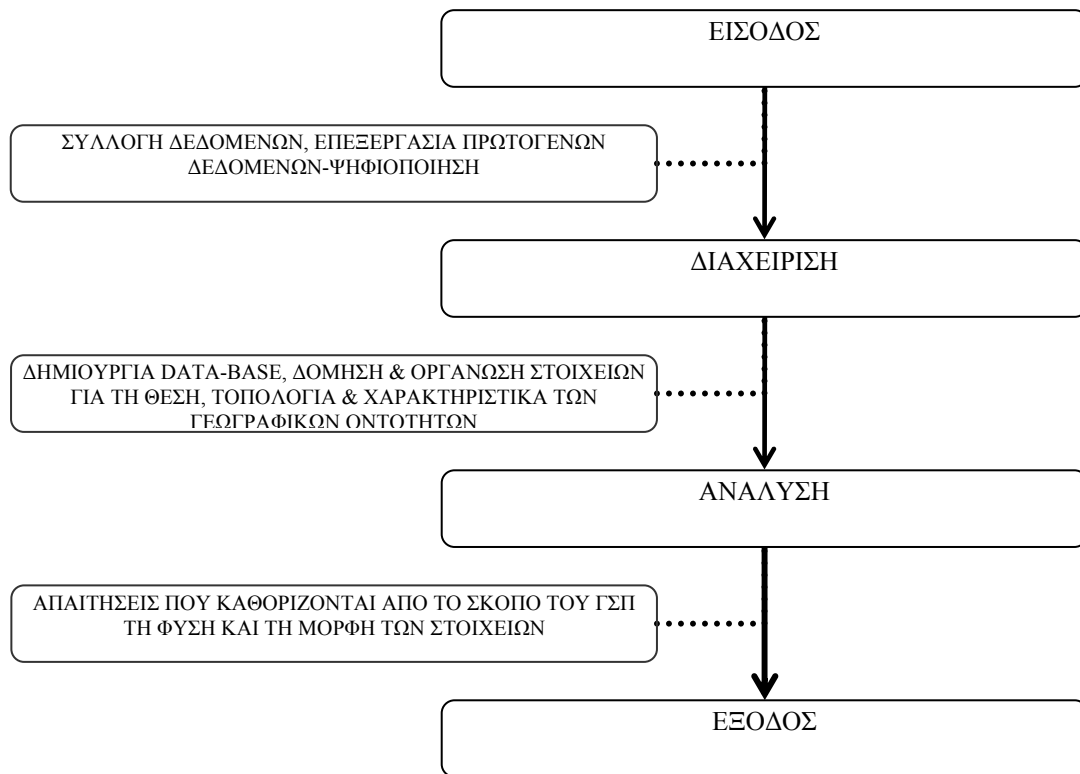 ΕΙΣΟΔΟΣ
ΣΥΛΛΟΓΗ ΔΕΔΟΜΕΝΩΝ, ΕΠΕΞΕΡΓΑΣΙΑ ΠΡΩΤΟΓΕΝΩΝ
ΔΕΔΟΜΕΝΩΝ-ΨΗΦΙΟΠΟΙΗΣΗ
ΔΙΑΧΕΙΡΙΣΗ
ΔΗΜΙΟΥΡΓΙΑ DATA-BASE, ΔΟΜΗΣΗ & ΟΡΓΑΝΩΣΗ ΣΤΟΙΧΕΙΩΝ
ΓΙΑ ΤΗ ΘΕΣΗ, ΤΟΠΟΛΟΓΙΑ & ΧΑΡΑΚΤΗΡΙΣΤΙΚΑ ΤΩΝ
ΓΕΩΓΡΑΦΙΚΩΝ ΟΝΤΟΤΗΤΩΝ
ΑΝΑΛΥΣΗ
ΑΠΑΙΤΗΣΕΙΣ ΠΟΥ ΚΑΘΟΡΙΖΟΝΤΑΙ ΑΠΟ ΤΟ ΣΚΟΠΟ ΤΟΥ ΓΣΠ
ΤΗ ΦΥΣΗ ΚΑΙ ΤΗ ΜΟΡΦΗ ΤΩΝ ΣΤΟΙΧΕΙΩΝ
ΕΞΟΔΟΣ